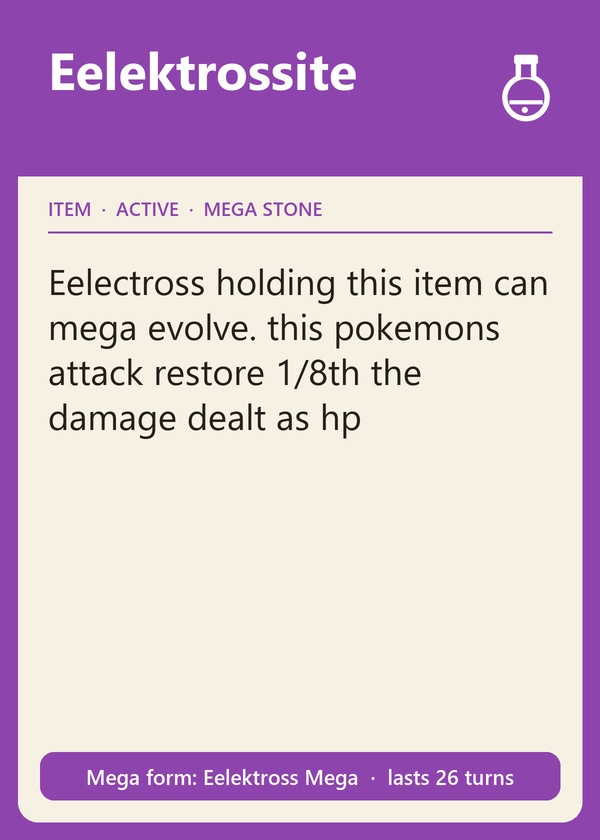 Eelektrossite
ITEM · ACTIVE · MEGA STONE
Eelectross holding this item can
mega evolve. this pokemons
attack restore 1/8th the
damage dealt as hp
Mega form: Eelektross Mega · lasts 26 turns